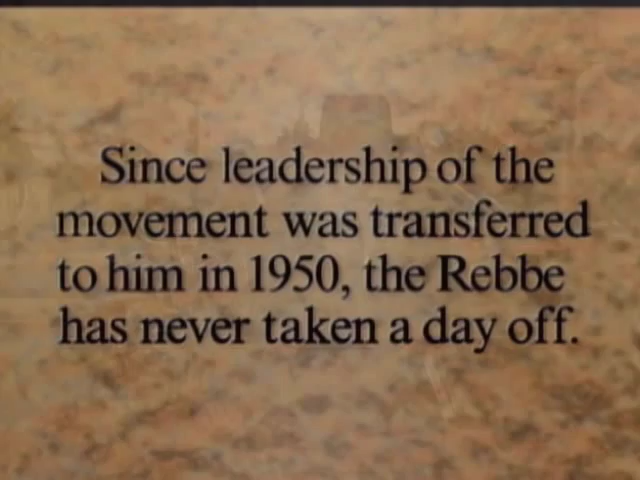 Since leadership of the
movement was transferred
to him in 1950, the Rebbe
has never taken a day off.